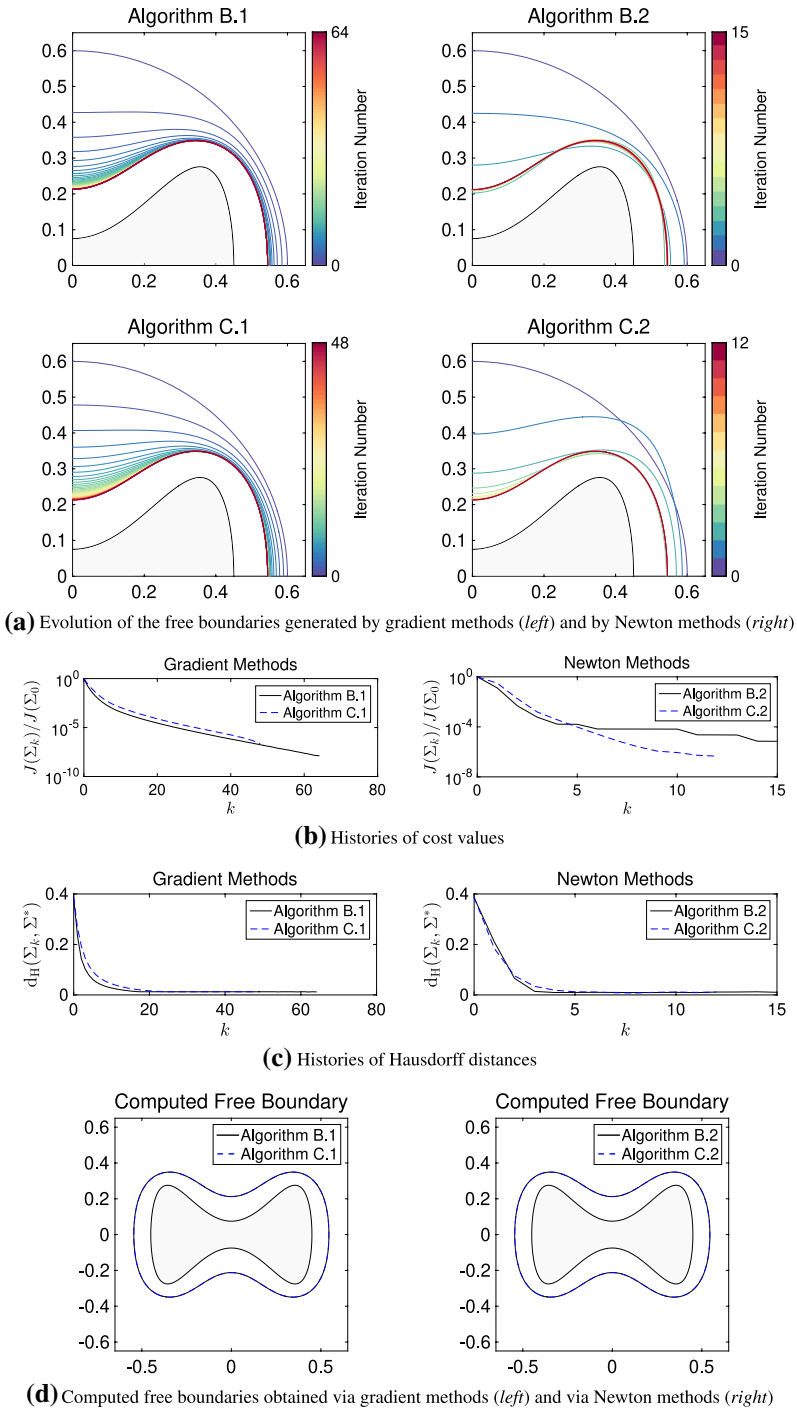 Algorithm B.1
64
0.6
0.5
0.4
0.3
0.2
0.1
0
0 0.2 0.4 0.6
0
Iteration Number
Algorithm B.2
15
0.6
0.5
0.4
0.3
0.2
0.1
0
0 0.2 0.4 0.6
0
Iteration Number
Algorithm C.1
48
0.6
0.5
0.4
0.3
0.2
0.1
0
0 0.2 0.4 0.6
0
Iteration Number
Algorithm C.2
12
0.6
0.5
0.4
0.3
0.2
0.1
0
0 0.2 0.4 0.6
0
Iteration Number
(a) Evolution of the free boundaries generated by gradient methods (left) and by Newton methods (right)
Gradient Methods
J(Σ_k)/J(Σ_0)
10^0
10^-5
10^-10
Algorithm B.1
Algorithm C.1
0 20 40 60 80
k
Newton Methods
J(Σ_k)/J(Σ_0)
10^0
10^-4
10^-8
Algorithm B.2
Algorithm C.2
0 5 10 15
k
(b) Histories of cost values
Gradient Methods
d_H(Σ_k, Σ*)
0.4
0.2
0
Algorithm B.1
Algorithm C.1
0 20 40 60 80
k
Newton Methods
d_H(Σ_k, Σ*)
0.4
0.2
0
Algorithm B.2
Algorithm C.2
0 5 10 15
k
(c) Histories of Hausdorff distances
Computed Free Boundary
Algorithm B.1
Algorithm C.1
0.6
0.4
0.2
0
-0.2
-0.4
-0.6
-0.5 0 0.5
Computed Free Boundary
Algorithm B.2
Algorithm C.2
0.6
0.4
0.2
0
-0.2
-0.4
-0.6
-0.5 0 0.5
(d) Computed free boundaries obtained via gradient methods (left) and via Newton methods (right)